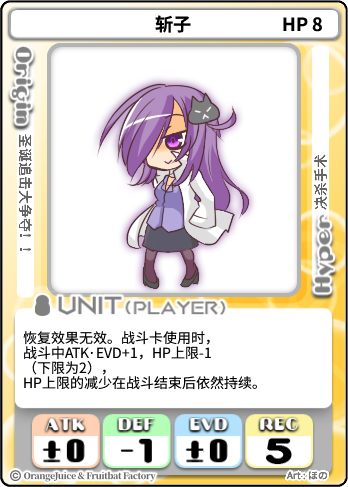 斩子 HP 8
Origin
圣诞追击大争夺！！
决杀手术
Hyper
UNIT (PLAYER)
恢复效果无效。战斗卡使用时，
战斗中ATK·EVD+1，HP上限-1
（下限为2），
HP上限的减少在战斗结束后依然持续。
ATK DEF EVD REC
±0 -1 ±0 5
© OrangeJuice & Fruitbat Factory Art : ほの